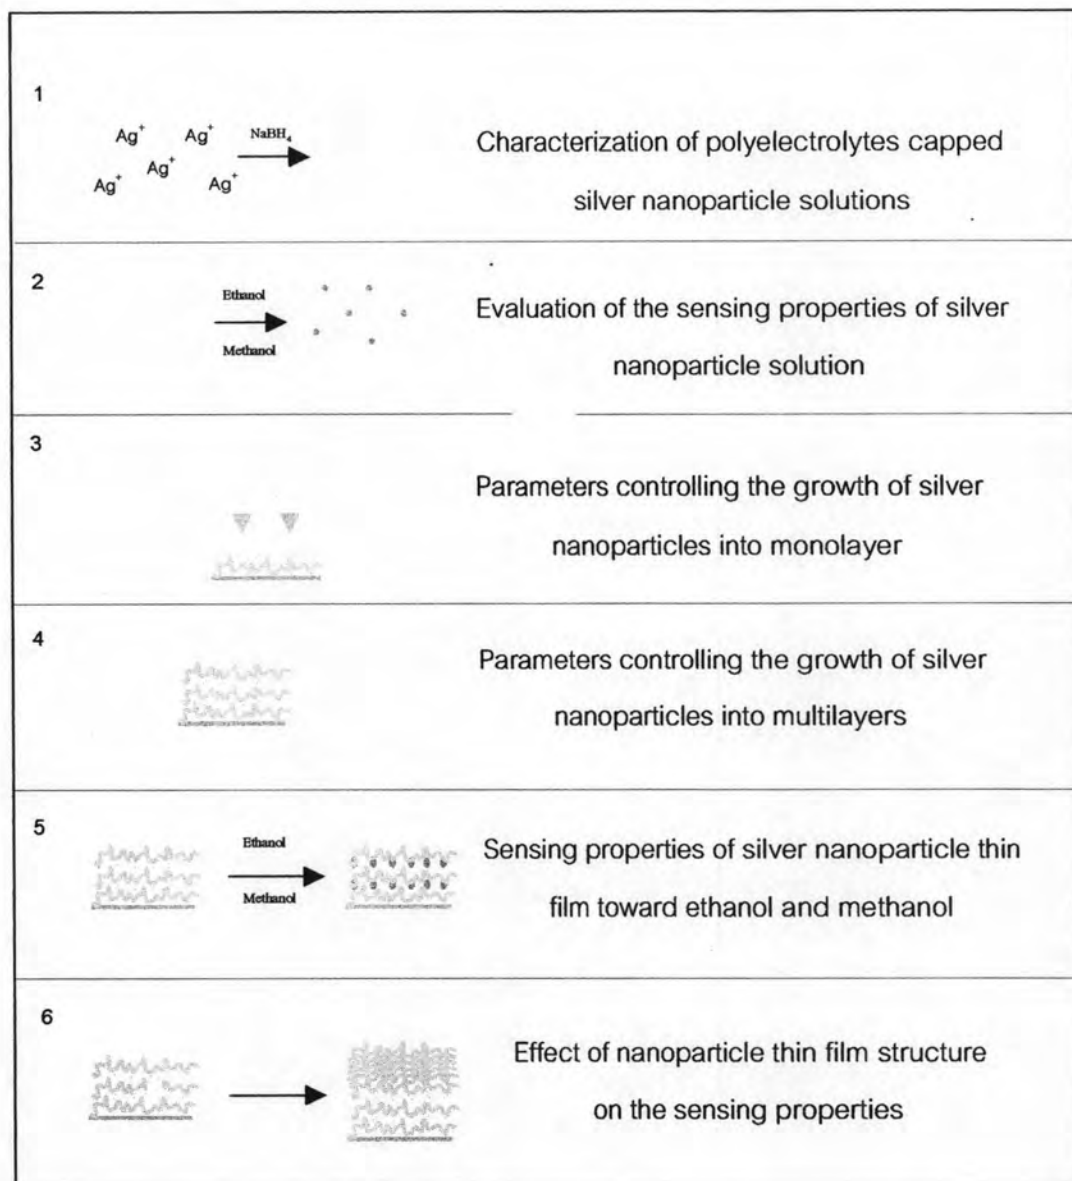 1
Ag⁺ Ag⁺ NaBH₄
Ag⁺ Ag⁺ Ag⁺
Characterization of polyelectrolytes capped
silver nanoparticle solutions
2
Ethanol
Methanol
Evaluation of the sensing properties of silver
nanoparticle solution
3
Parameters controlling the growth of silver
nanoparticles into monolayer
4
Parameters controlling the growth of silver
nanoparticles into multilayers
5
Ethanol
Methanol
Sensing properties of silver nanoparticle thin
film toward ethanol and methanol
6
Effect of nanoparticle thin film structure
on the sensing properties